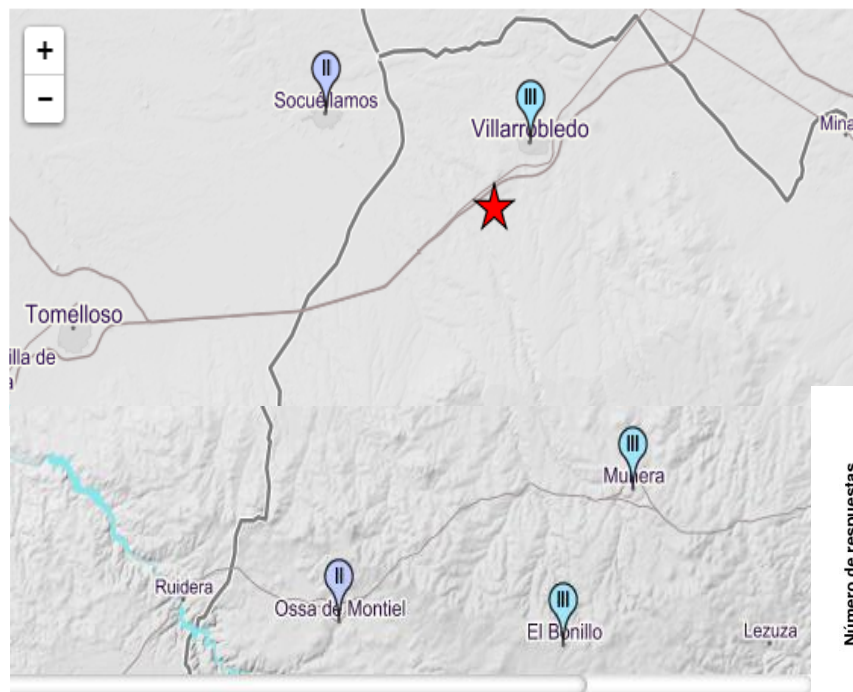 +
−
II
Socuéllamos
III
Villarrobledo
Mina
Tomelloso
illa de
a
III
Munera
II
Ruidera
Ossa de Montiel
III
El Bonillo
Lezuza
Número de respuestas